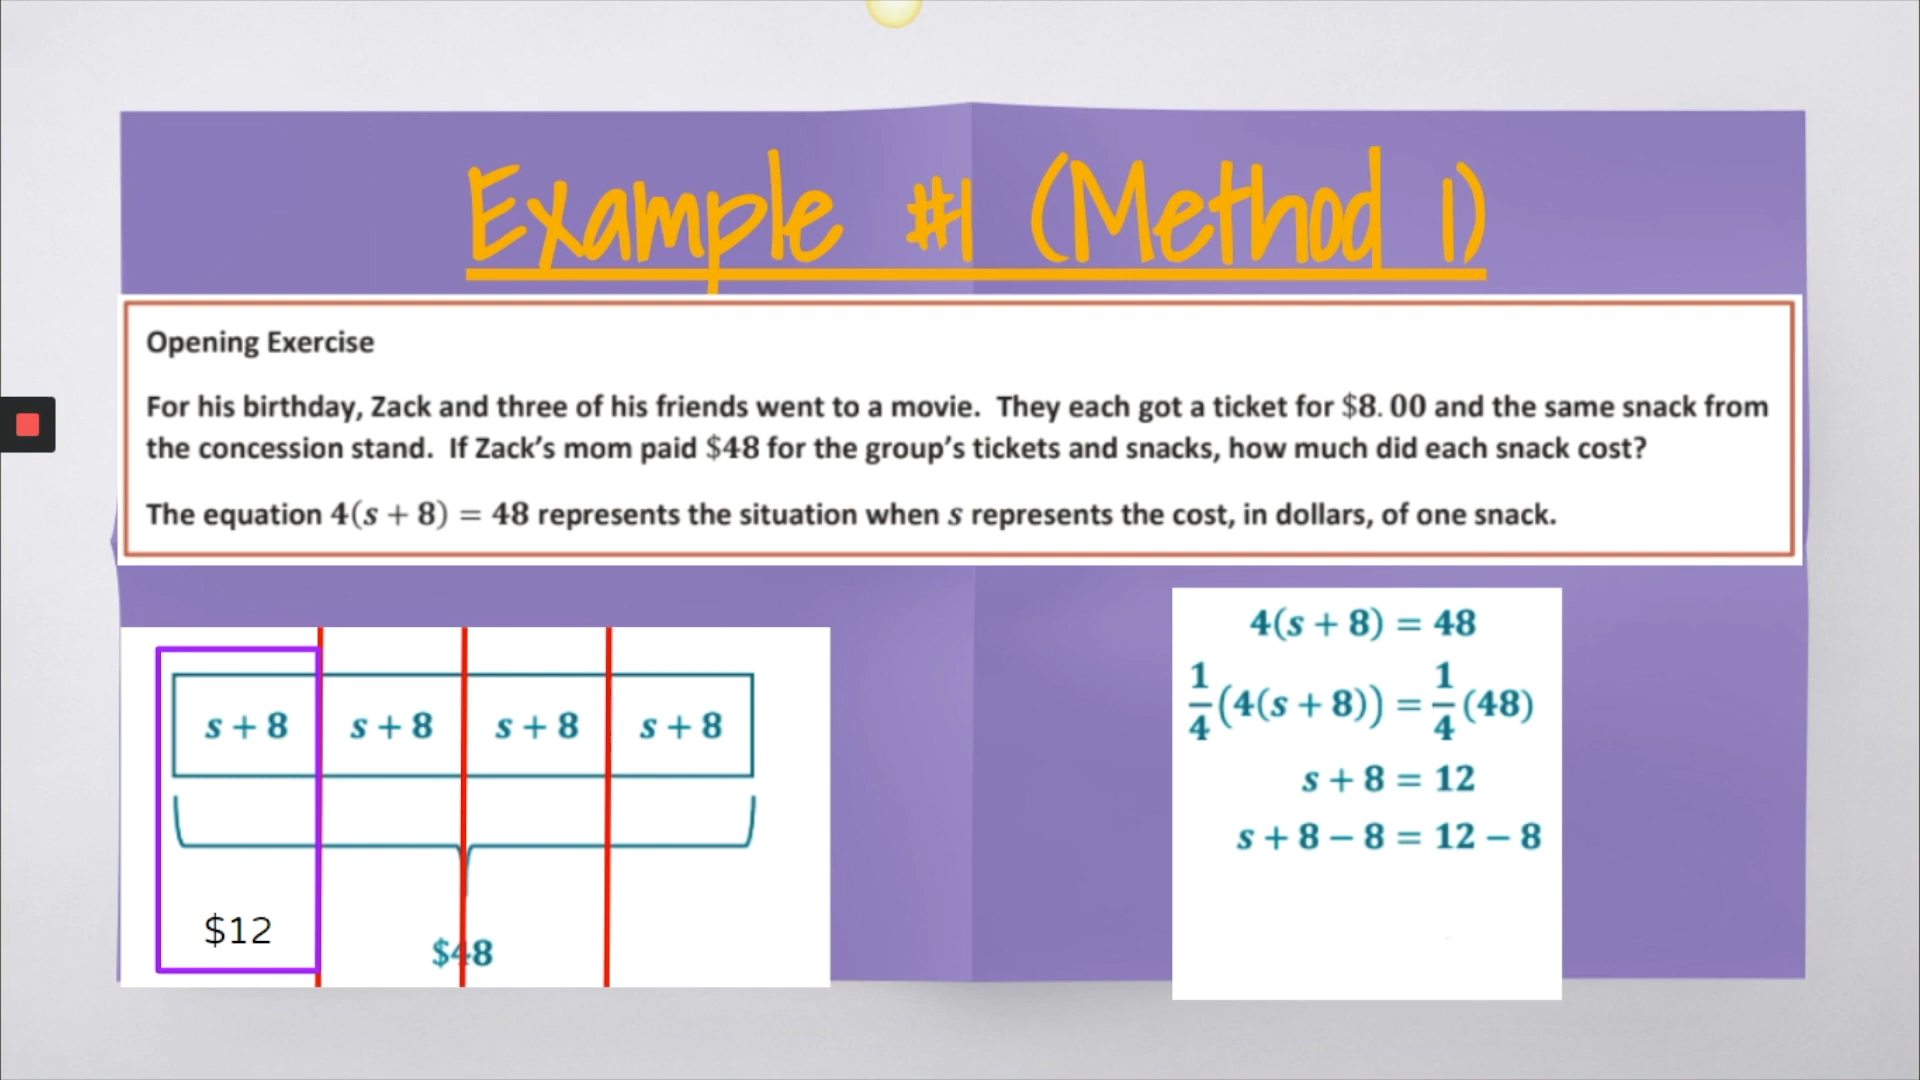 Example #1 (Method 1)
Opening Exercise
For his birthday, Zack and three of his friends went to a movie. They each got a ticket for $8.00 and the same snack from
the concession stand. If Zack's mom paid $48 for the group's tickets and snacks, how much did each snack cost?
The equation 4(s + 8) = 48 represents the situation when s represents the cost, in dollars, of one snack.
s + 8 s + 8 s + 8 s + 8
$12
$48
4(s + 8) = 48
1/4(4(s + 8)) = 1/4(48)
s + 8 = 12
s + 8 − 8 = 12 − 8